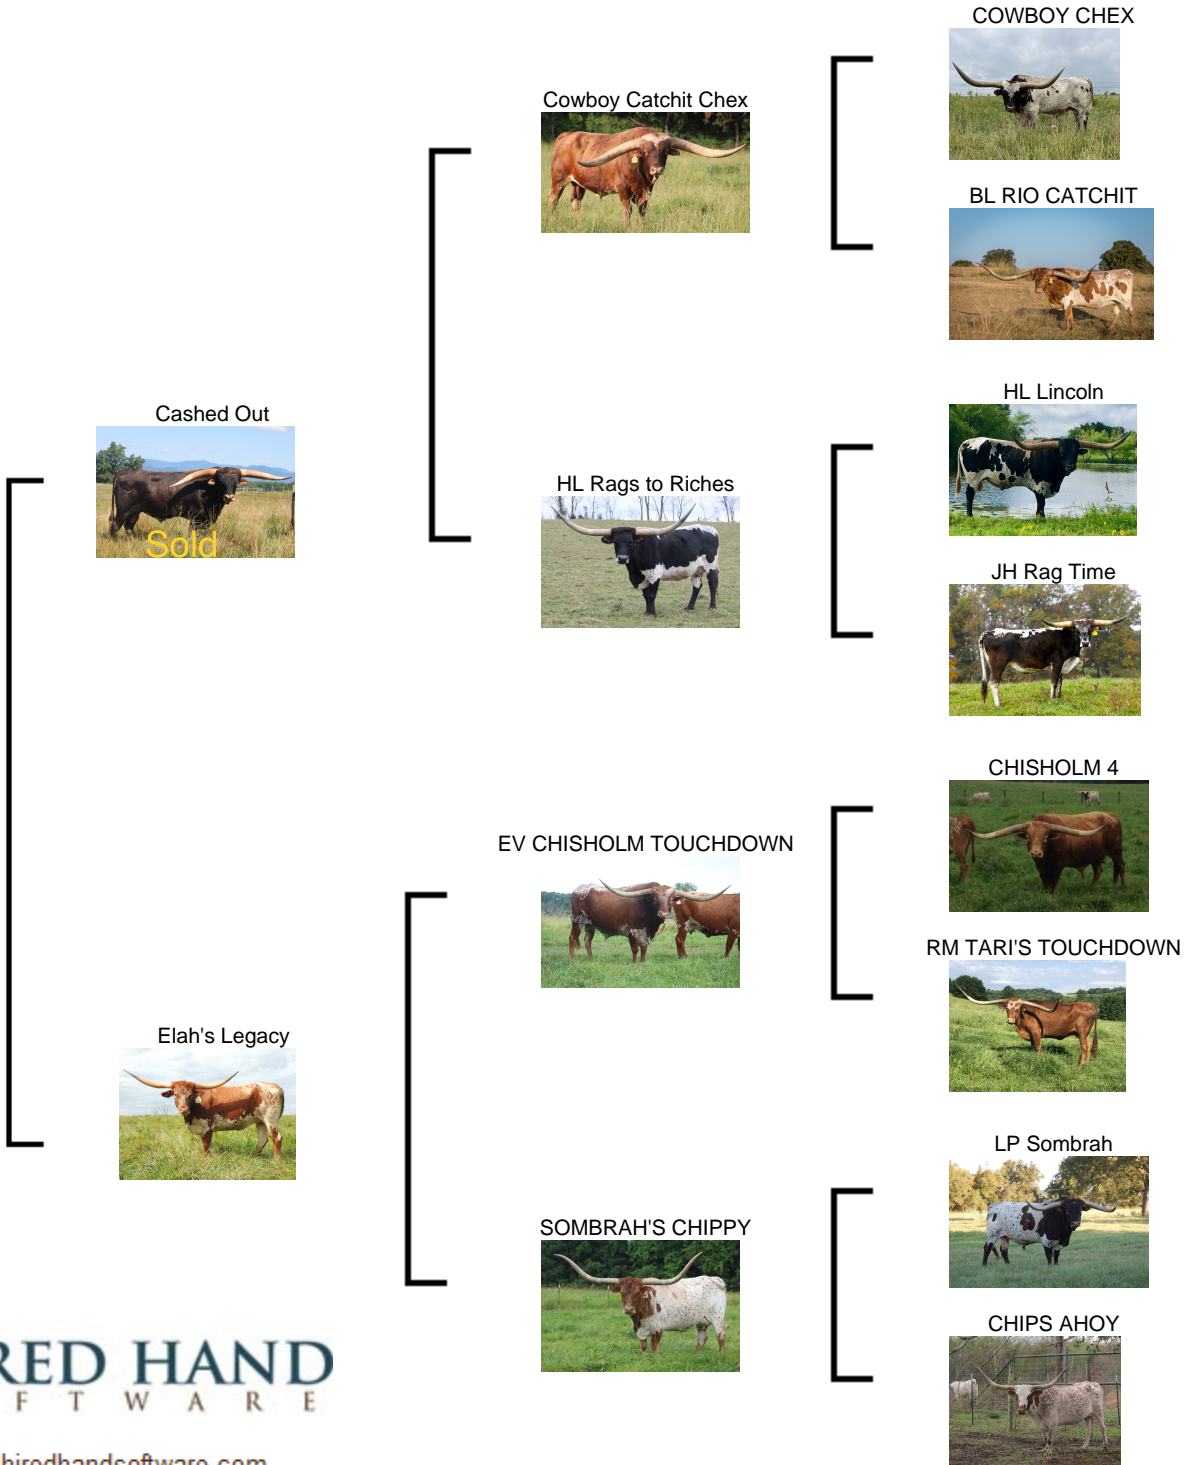 COWBOY CHEX
Cowboy Catchit Chex
BL RIO CATCHIT
Cashed Out
Sold
HL Lincoln
HL Rags to Riches
JH Rag Time
CHISHOLM 4
EV CHISHOLM TOUCHDOWN
RM TARI'S TOUCHDOWN
Elah's Legacy
LP Sombrah
SOMBRAH'S CHIPPY
CHIPS AHOY
RED HAND
F T W A R E
hiredhandsoftware.com